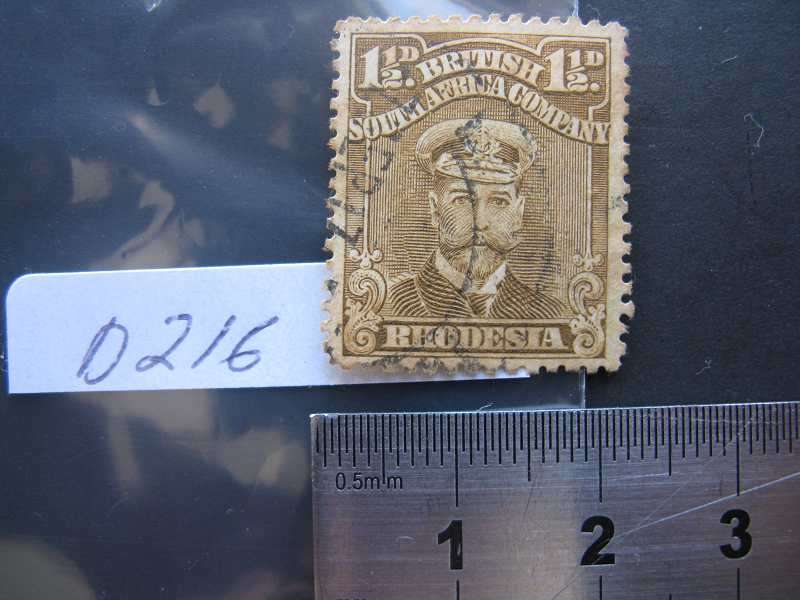 1½D. BRITISH 1½D.
SOUTH AFRICA COMPANY
RHODESIA
D216
0.5mm
1 2 3